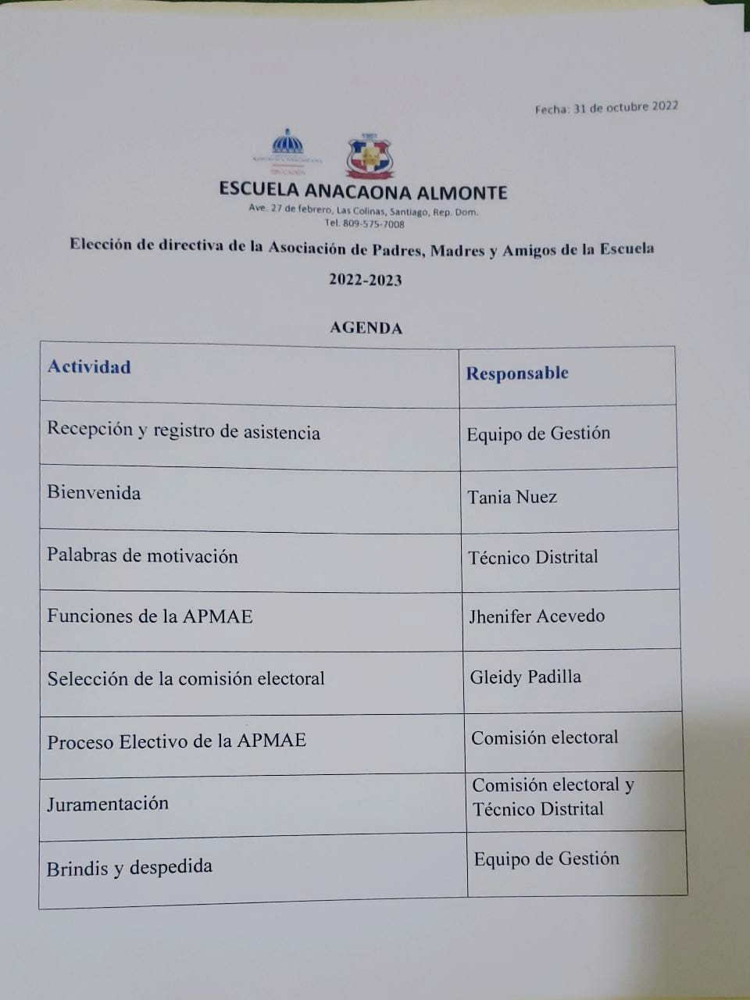 Fecha: 31 de octubre 2022
ESCUELA ANACAONA ALMONTE
Ave. 27 de febrero, Las Colinas, Santiago, Rep. Dom.
Tel. 809-575-7008
Elección de directiva de la Asociación de Padres, Madres y Amigos de la Escuela
2022-2023
AGENDA
Actividad
Responsable
Recepción y registro de asistencia
Equipo de Gestión
Bienvenida
Tania Nuez
Palabras de motivación
Técnico Distrital
Funciones de la APMAE
Jhenifer Acevedo
Selección de la comisión electoral
Gleidy Padilla
Proceso Electivo de la APMAE
Comisión electoral
Juramentación
Comisión electoral y
Técnico Distrital
Brindis y despedida
Equipo de Gestión